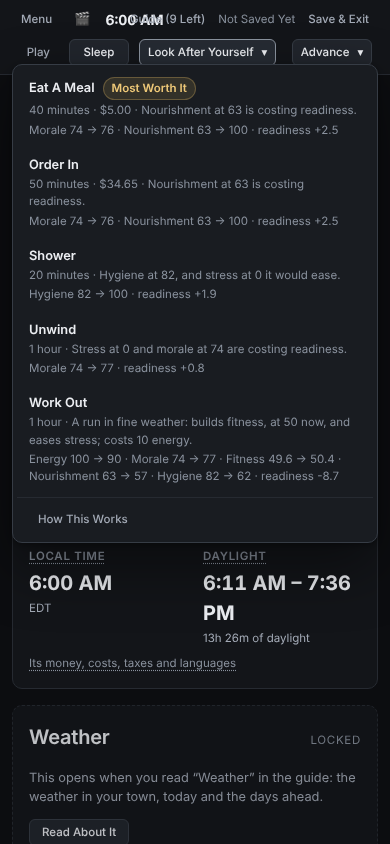 Menu 🎬 6:00 AM Guide (9 Left) Not Saved Yet Save & Exit
Play Sleep Look After Yourself ▾ Advance ▾
Eat A Meal Most Worth It
40 minutes · $5.00 · Nourishment at 63 is costing readiness.
Morale 74 → 76 · Nourishment 63 → 100 · readiness +2.5
Order In
50 minutes · $34.65 · Nourishment at 63 is costing
readiness.
Morale 74 → 76 · Nourishment 63 → 100 · readiness +2.5
Shower
20 minutes · Hygiene at 82, and stress at 0 it would ease.
Hygiene 82 → 100 · readiness +1.9
Unwind
1 hour · Stress at 0 and morale at 74 are costing readiness.
Morale 74 → 77 · readiness +0.8
Work Out
1 hour · A run in fine weather: builds fitness, at 50 now, and
eases stress; costs 10 energy.
Energy 100 → 90 · Morale 74 → 77 · Fitness 49.6 → 50.4 ·
Nourishment 63 → 57 · Hygiene 82 → 62 · readiness -8.7
How This Works
LOCAL TIME DAYLIGHT
6:00 AM 6:11 AM – 7:36
PM
EDT
13h 26m of daylight
Its money, costs, taxes and languages
Weather LOCKED
This opens when you read “Weather” in the guide: the
weather in your town, today and the days ahead.
Read About It